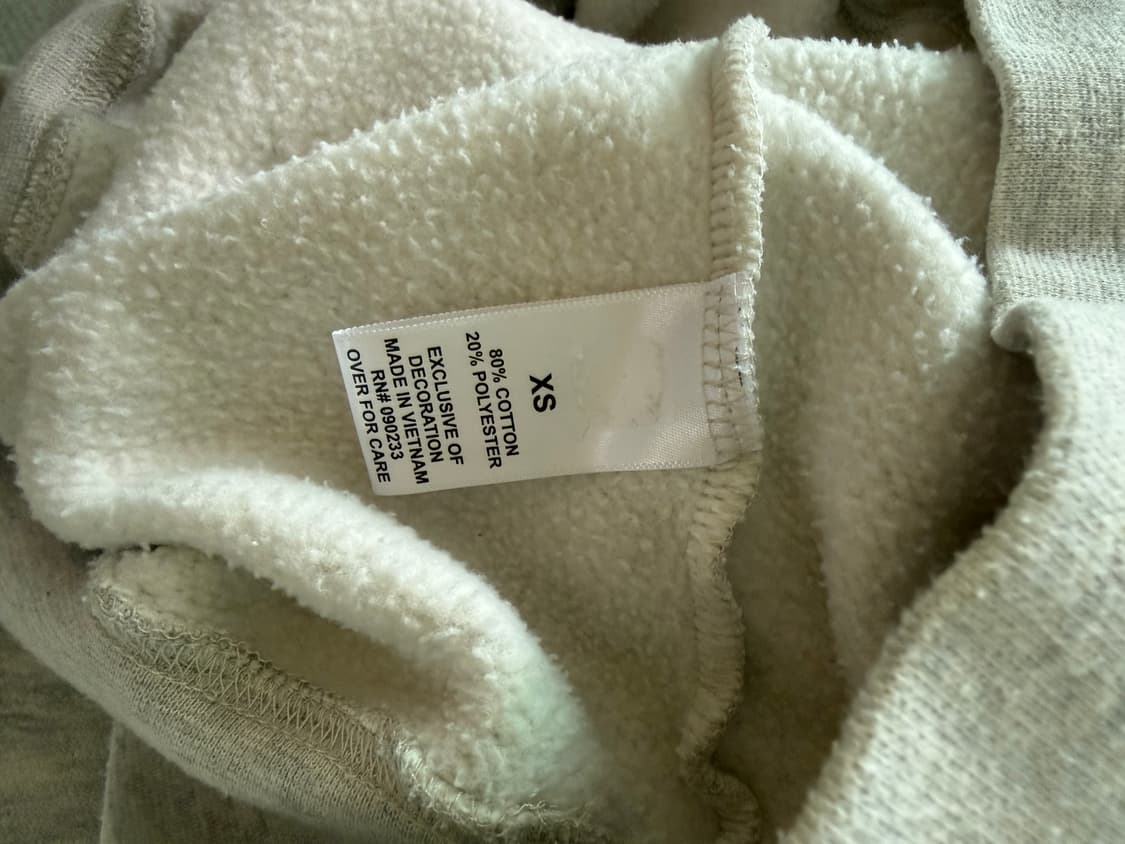 XS
80% COTTON
20% POLYESTER
EXCLUSIVE OF
DECORATION
MADE IN VIETNAM
RN# 090233
OVER FOR CARE